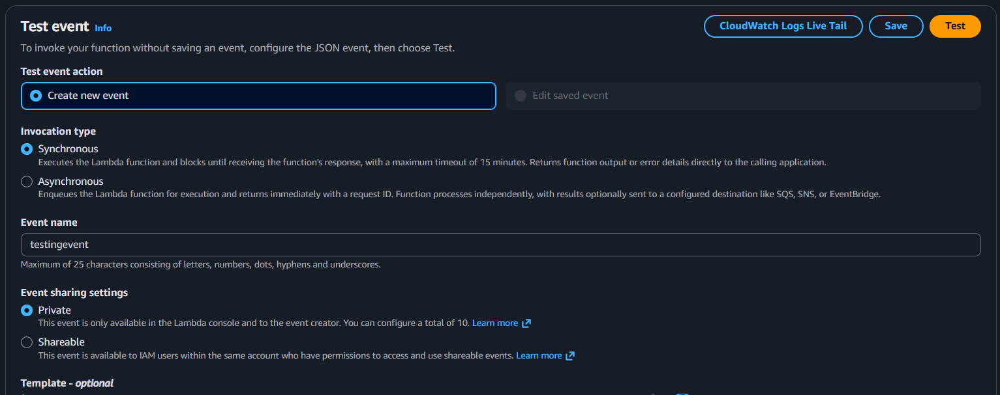 Test event Info
CloudWatch Logs Live Tail Save Test
To invoke your function without saving an event, configure the JSON event, then choose Test.
Test event action
Create new event Edit saved event
Invocation type
Synchronous
Executes the Lambda function and blocks until receiving the function's response, with a maximum timeout of 15 minutes. Returns function output or error details directly to the calling application.
Asynchronous
Enqueues the Lambda function for execution and returns immediately with a request ID. Function processes independently, with results optionally sent to a configured destination like SQS, SNS, or EventBridge.
Event name
testingevent
Maximum of 25 characters consisting of letters, numbers, dots, hyphens and underscores.
Event sharing settings
Private
This event is only available in the Lambda console and to the event creator. You can configure a total of 10. Learn more
Shareable
This event is available to IAM users within the same account who have permissions to access and use shareable events. Learn more
Template - optional